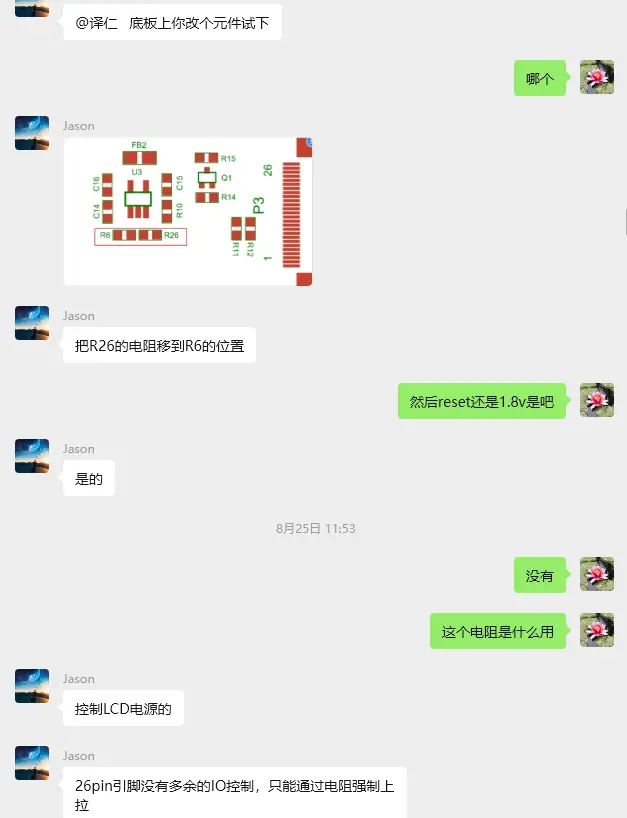 @译仁 底板上你改个元件试下
哪个
Jason
FB2
U3
R15
Q1
R14
C16
C15
C14
R10
R6
R26
R11
R12
P3
26
1
Jason
把R26的电阻移到R6的位置
然后reset还是1.8v是吧
Jason
是的
8月25日 11:53
没有
这个电阻是什么用
Jason
控制LCD电源的
Jason
26pin引脚没有多余的IO控制，只能通过电阻强制上
拉